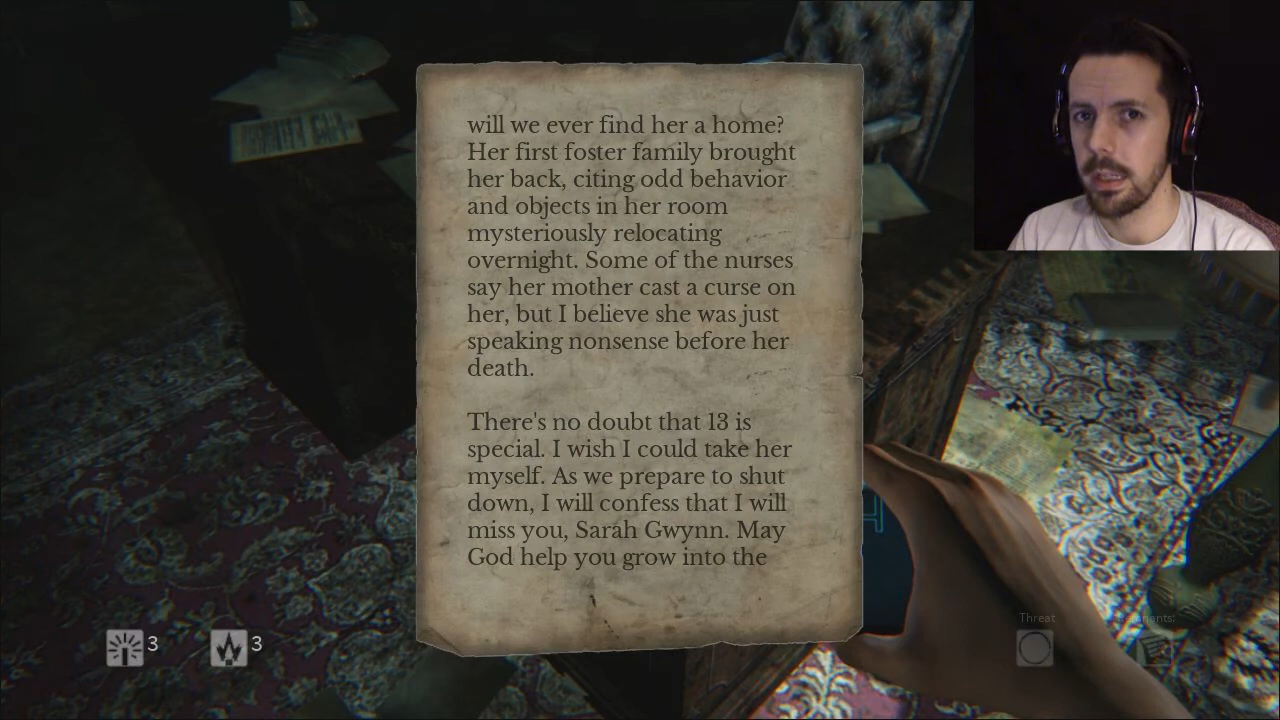 will we ever find her a home?
Her first foster family brought
her back, citing odd behavior
and objects in her room
mysteriously relocating
overnight. Some of the nurses
say her mother cast a curse on
her, but I believe she was just
speaking nonsense before her
death.
There's no doubt that 13 is
special. I wish I could take her
myself. As we prepare to shut
down, I will confess that I will
miss you, Sarah Gwynn. May
God help you grow into the
3
3
Threat